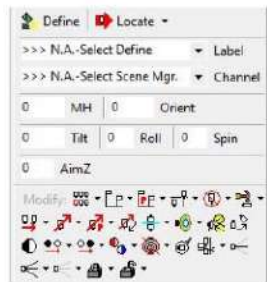 Define Locate
>>> N.A.-Select Define Label
>>> N.A.-Select Scene Mgr. Channel
0 MH 0 Orient
0 Tilt 0 Roll 0 Spin
0 AimZ
Modify: